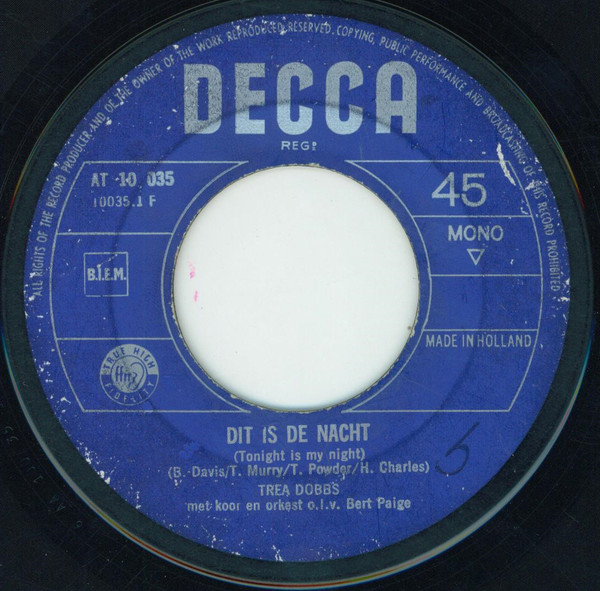 ALL RIGHTS OF THE RECORD PRODUCER AND OF THE OWNER OF THE WORK REPRODUCED RESERVED. COPYING, PUBLIC PERFORMANCE AND BROADCASTING OF THIS RECORD PROHIBITED
DECCA
REGD
AT 10 035
10035.1 F
45
MONO
B.I.E.M.
MADE IN HOLLAND
TRUE HIGH FIDELITY
DIT IS DE NACHT
(Tonight is my night)
(B. Davis/T. Murry/T. Powder/H. Charles)
5
TREA DOBBS
met koor en orkest o.l.v. Bert Paige